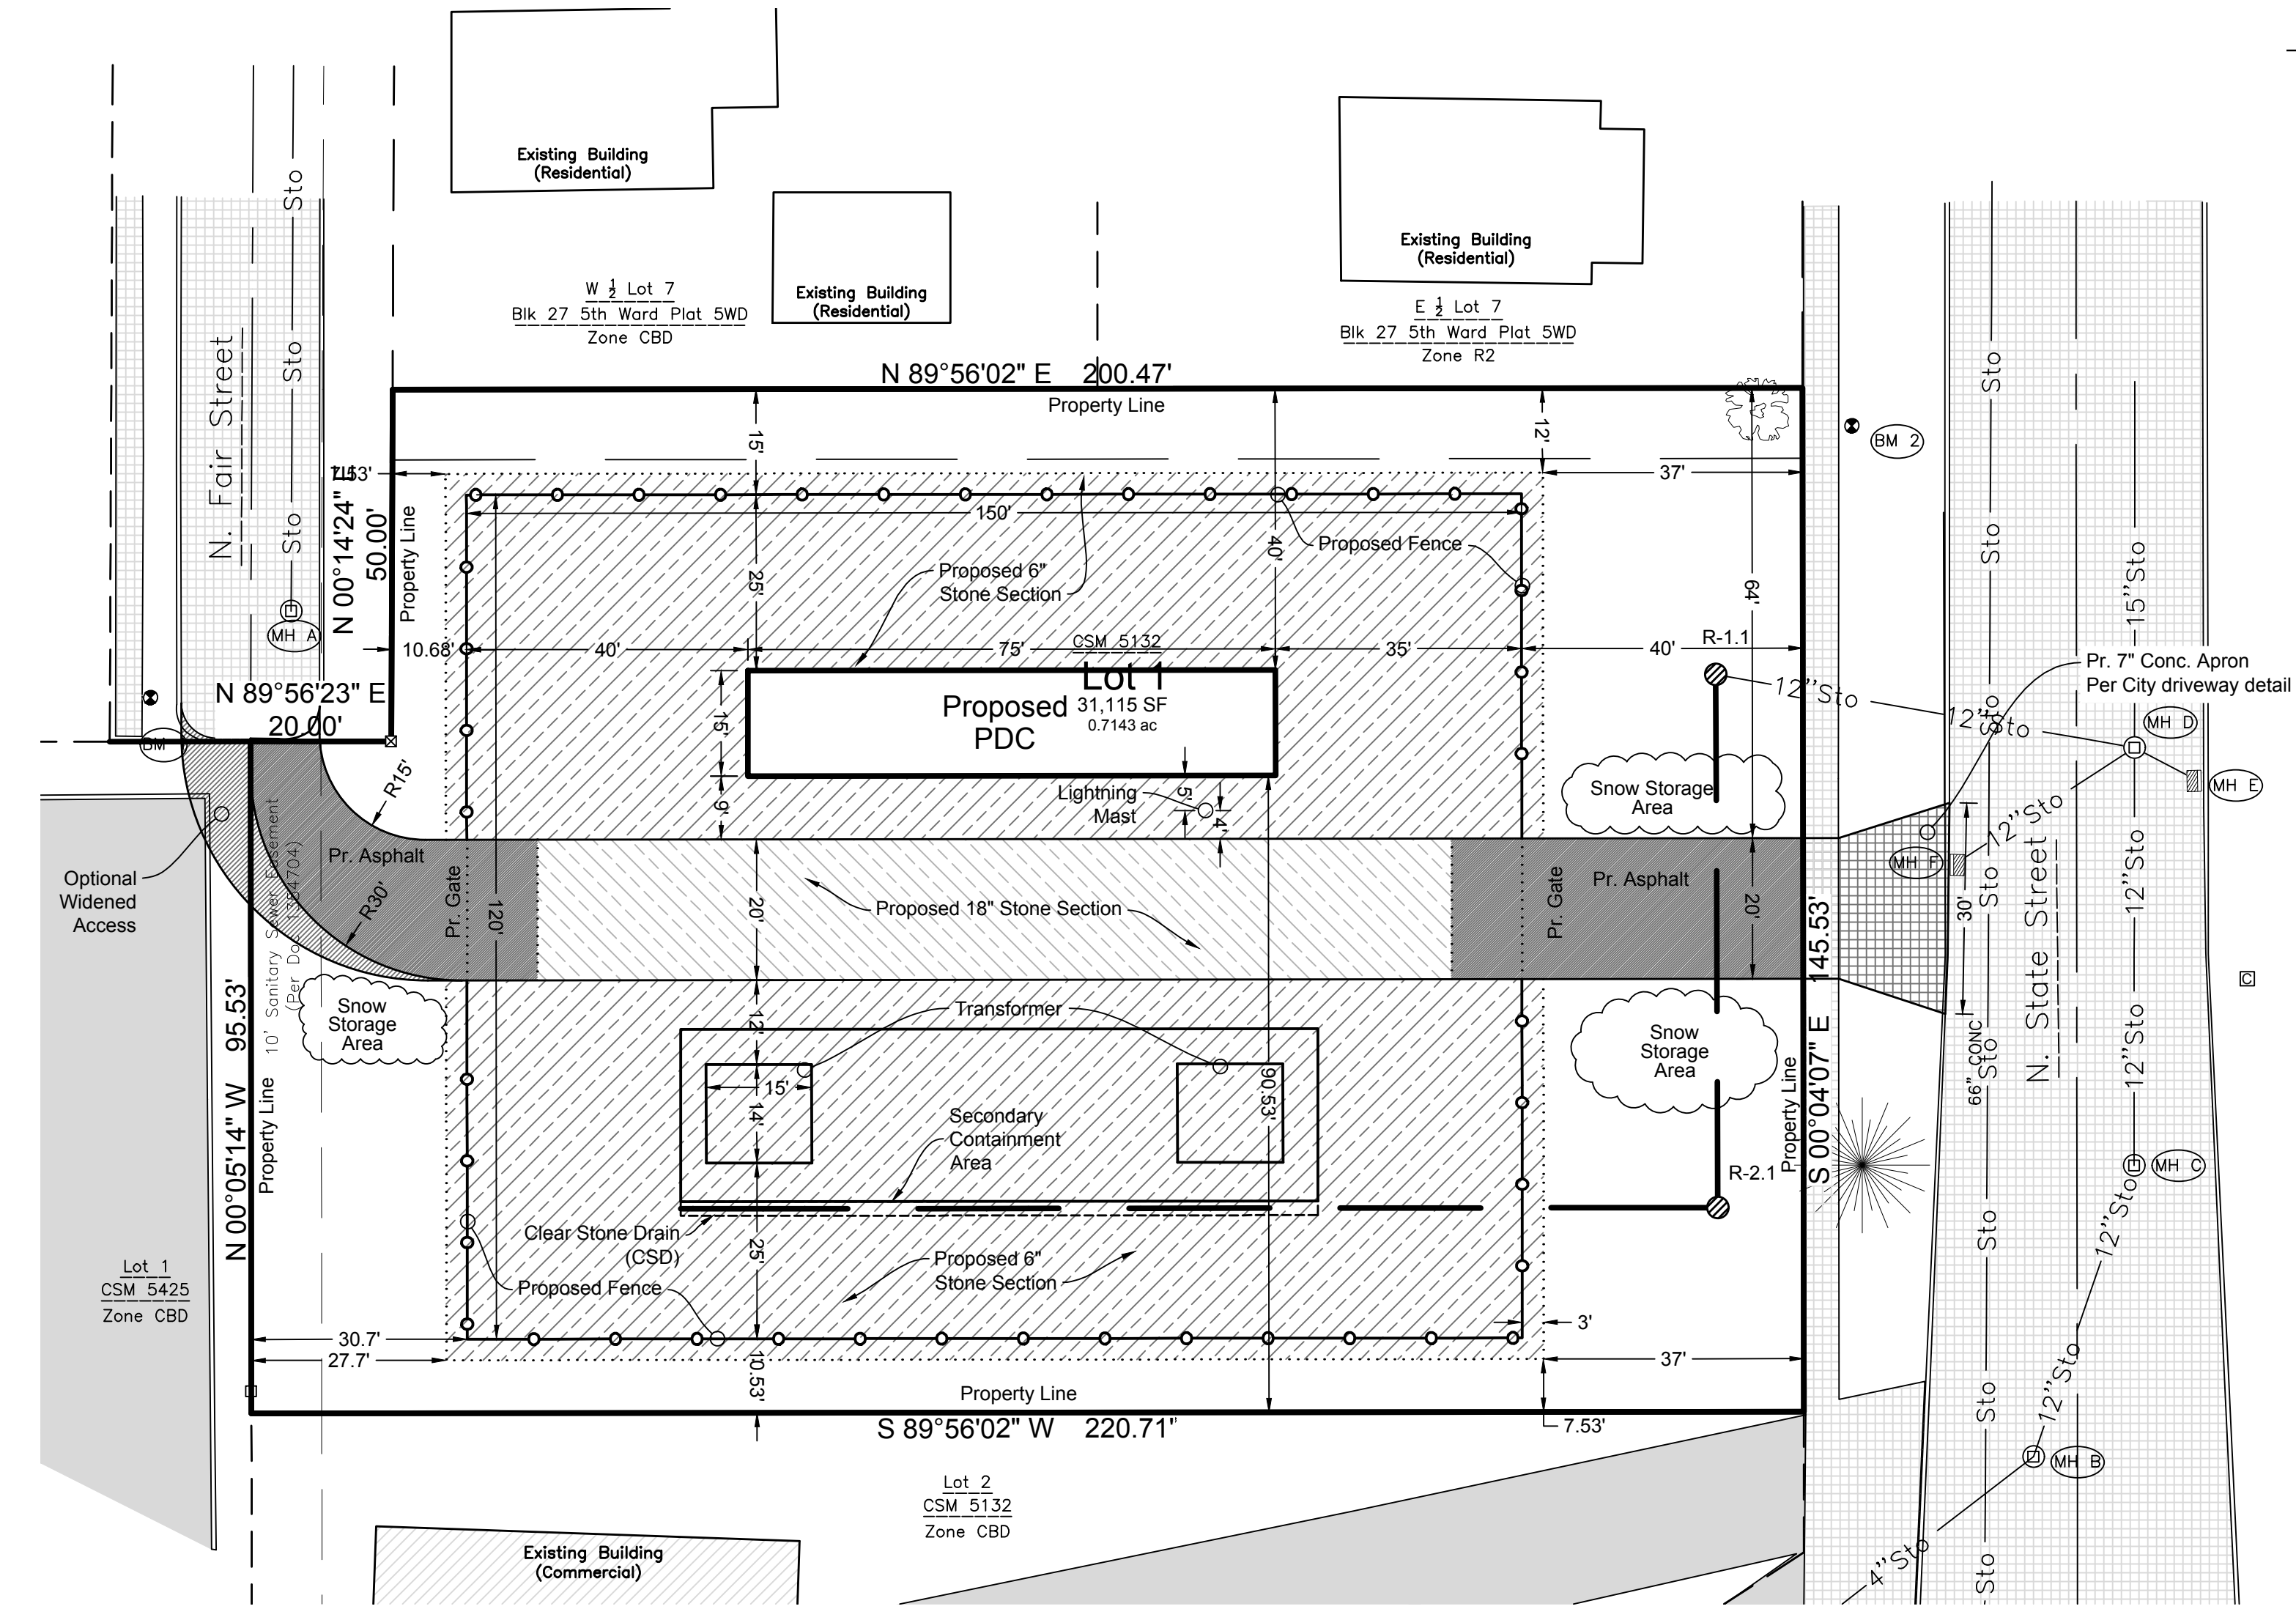 Existing Building
(Residential)
Existing Building
(Residential)
Existing Building
(Residential)
W ½ Lot 7
Blk 27 5th Ward Plat 5WD
Zone CBD
E ½ Lot 7
Blk 27 5th Ward Plat 5WD
Zone R2
N. Fair Street
Sto
Sto
Sto
MH A
N 89°56'02" E 200.47'
Property Line
15'
12'
37'
BM 2
N 00°14'24" E
50.00'
Property Line
150'
Proposed Fence
Proposed 6"
Stone Section
25'
40'
64'
10.68'
40'
75'
35'
40'
CSM 5132
Lot 1
31,115 SF
0.7143 ac
Proposed
PDC
15'
9'
R-1.1
12"Sto
12"Sto
Pr. 7" Conc. Apron
Per City driveway detail
MH D
MH E
MH F
12"Sto
15"Sto
Sto
Sto
Sto
Sto
N 89°56'23" E
20.00'
BM
R15'
Lightning
Mast
5'
4'
Snow Storage
Area
Optional
Widened
Access
Pr. Asphalt
R30'
Pr. Gate
120'
20'
Proposed 18" Stone Section
Pr. Gate
Pr. Asphalt
20'
145.53'
30'
N. State Street
12"Sto
12"Sto
10' Sanitary Sewer Easement
Snow
Storage
Area
N 00°05'14" W 95.53'
Property Line
Transformer
12'
15'
14'
90.53'
Secondary
Containment
Area
Snow
Storage
Area
Property Line
S 00°04'07" E
66" CONC
Sto
Sto
MH C
R-2.1
Clear Stone Drain
(CSD)
25'
Proposed 6"
Stone Section
Proposed Fence
Lot 1
CSM 5425
Zone CBD
30.7'
27.7'
10.53'
3'
37'
7.53'
Property Line
S 89°56'02" W 220.71'
Sto
Sto
Sto
12"Sto
12"Sto
MH B
4"Sto
Lot 2
CSM 5132
Zone CBD
Existing Building
(Commercial)